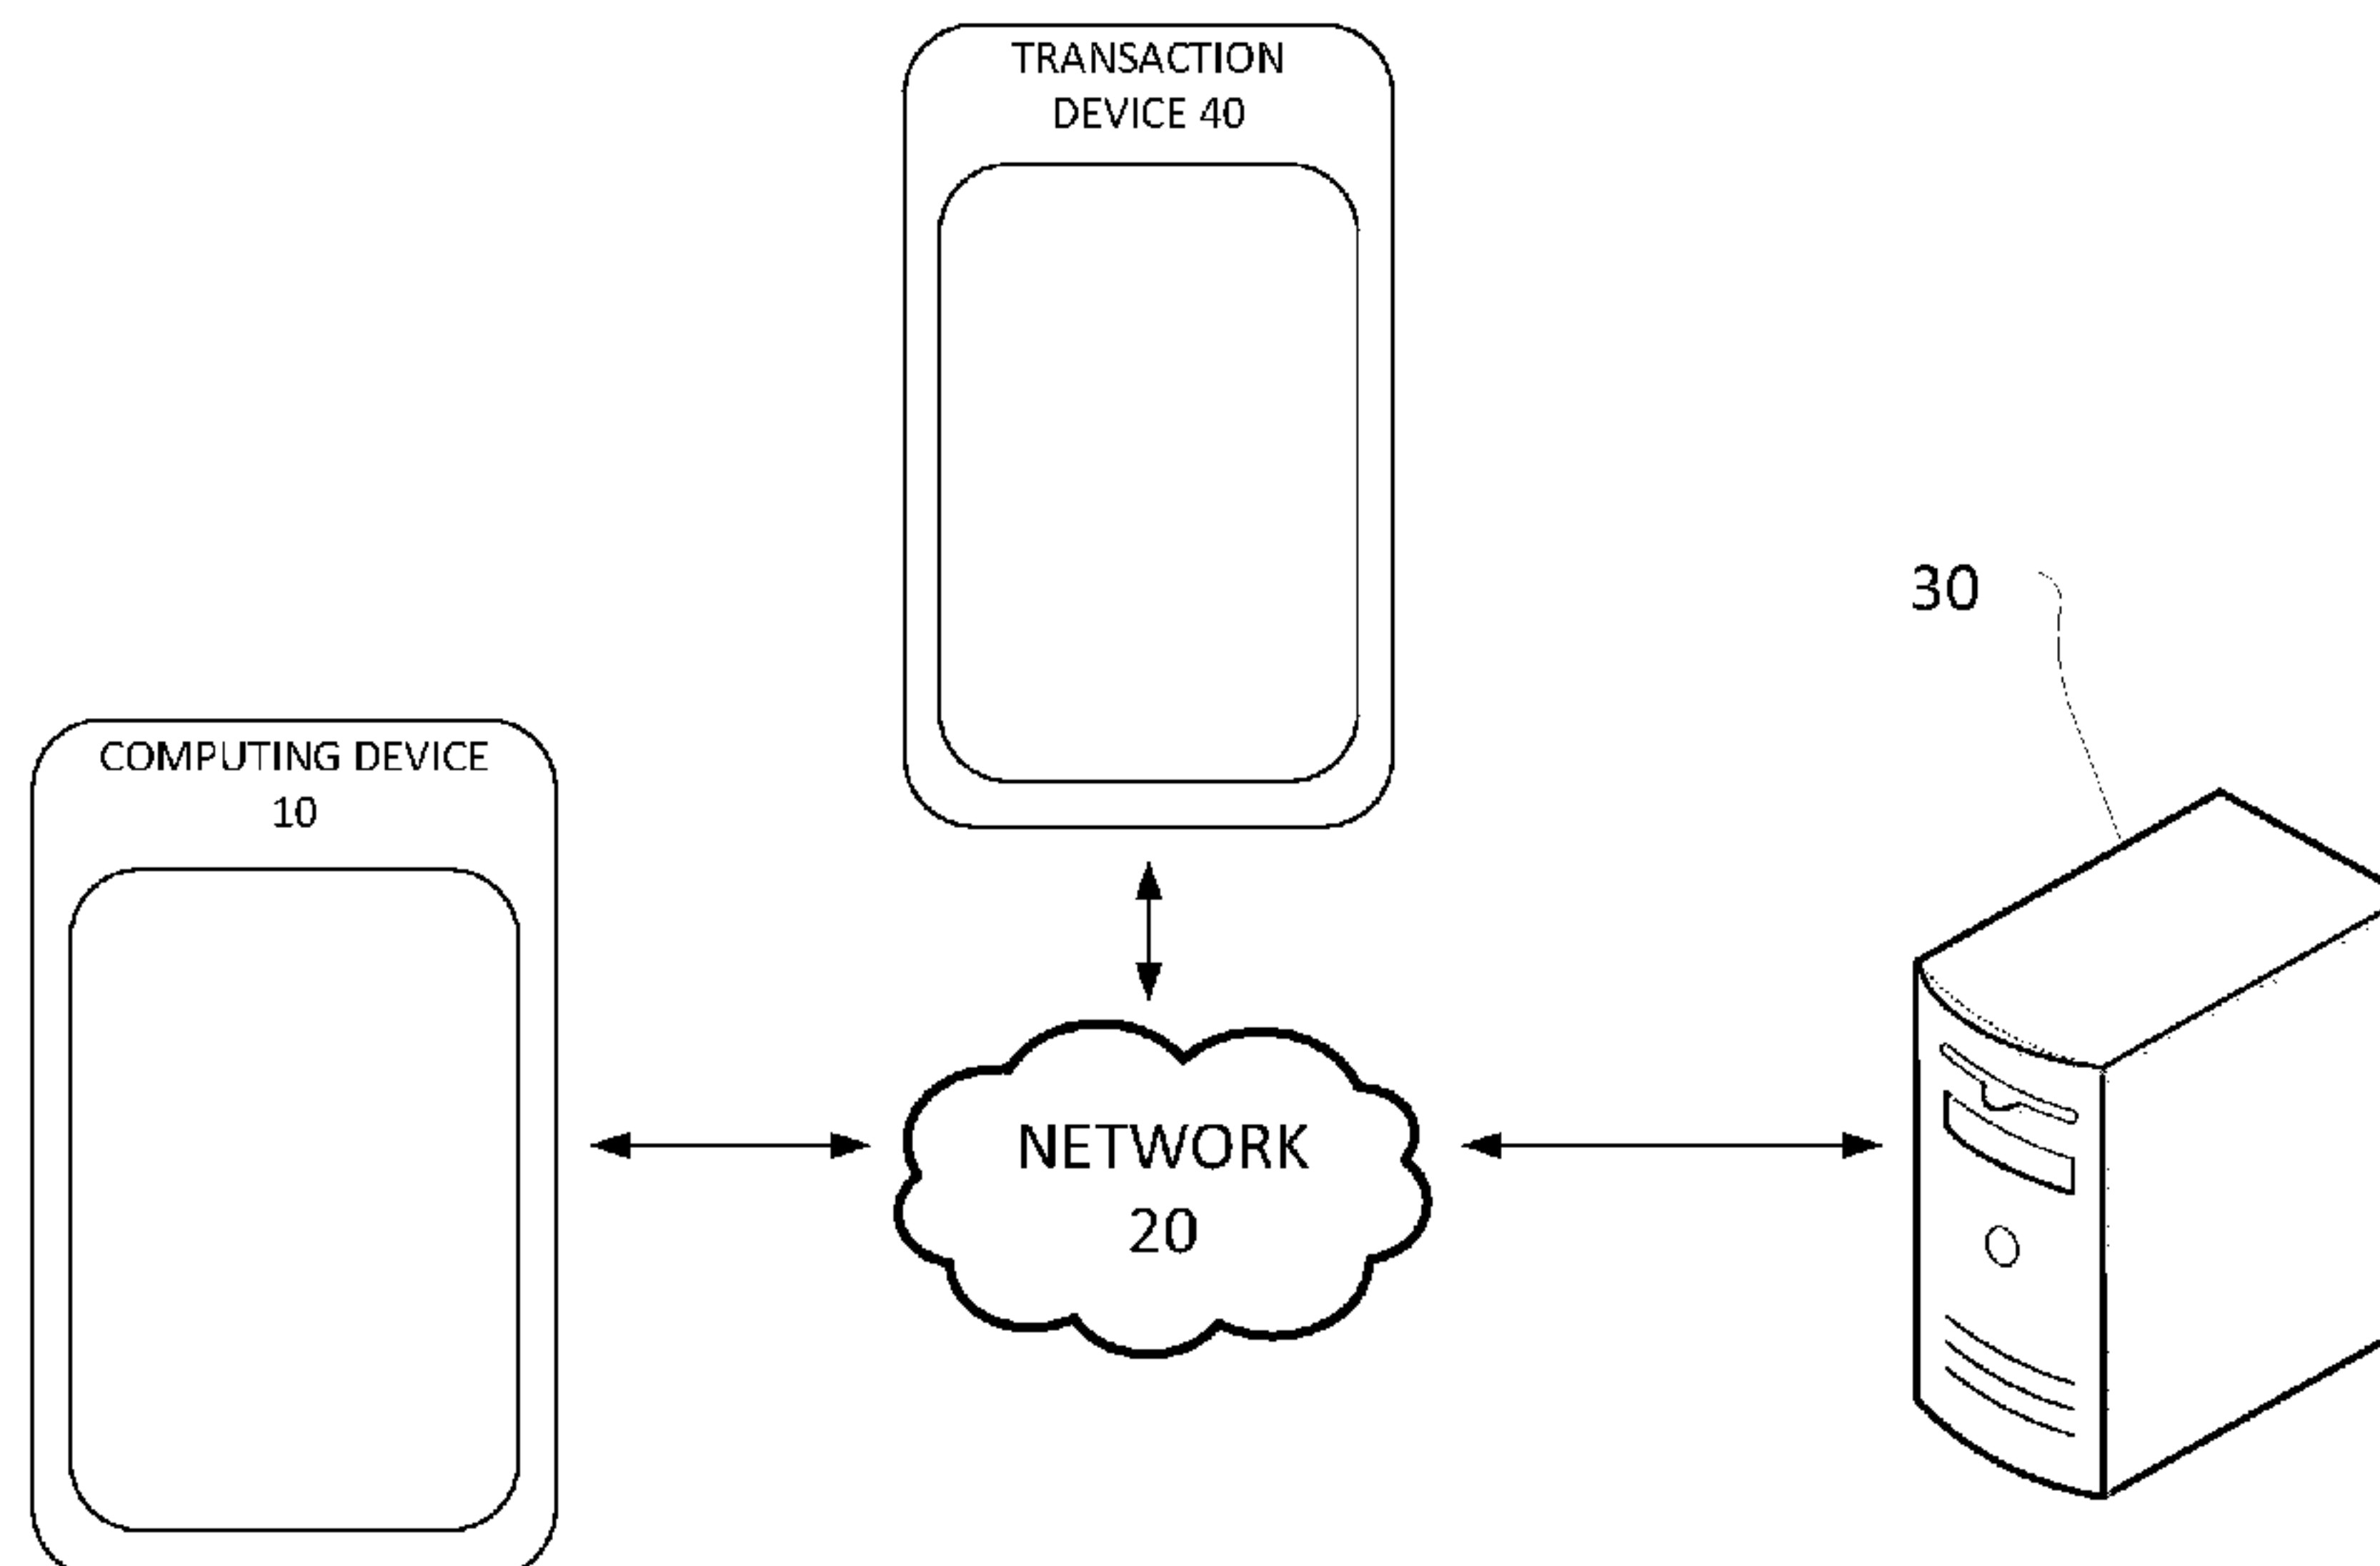 TRANSACTION
DEVICE 40
30
COMPUTING DEVICE
10
NETWORK
20